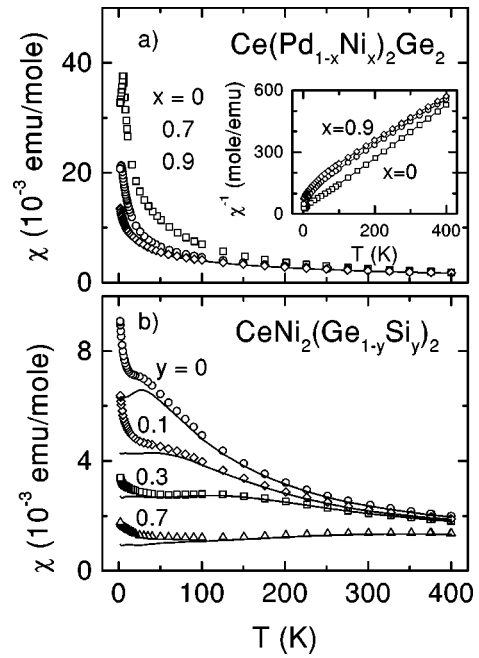 a) Ce(Pd₁₋ₓNiₓ)₂Ge₂
40
20
0
χ (10⁻³ emu/mole)
x = 0
0.7
0.9
600
300
0
χ⁻¹ (mole/emu)
x=0.9
x=0
0 200 400
T (K)
b) CeNi₂(Ge₁₋ySiy)₂
8
6
4
2
0
χ (10⁻³ emu/mole)
y = 0
0.1
0.3
0.7
0 100 200 300 400
T (K)